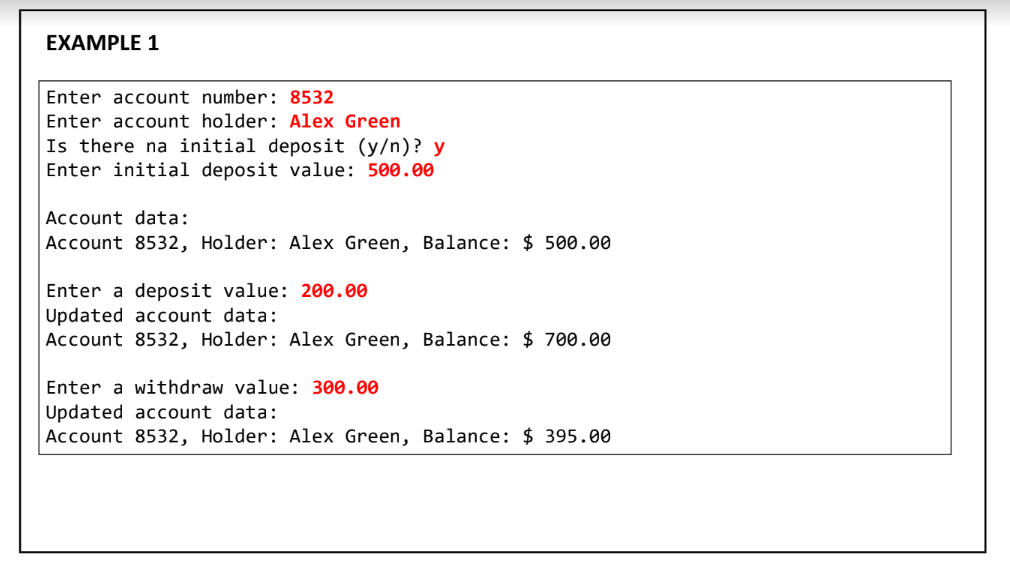 EXAMPLE 1
Enter account number: 8532
Enter account holder: Alex Green
Is there na initial deposit (y/n)? y
Enter initial deposit value: 500.00
Account data:
Account 8532, Holder: Alex Green, Balance: $ 500.00
Enter a deposit value: 200.00
Updated account data:
Account 8532, Holder: Alex Green, Balance: $ 700.00
Enter a withdraw value: 300.00
Updated account data:
Account 8532, Holder: Alex Green, Balance: $ 395.00